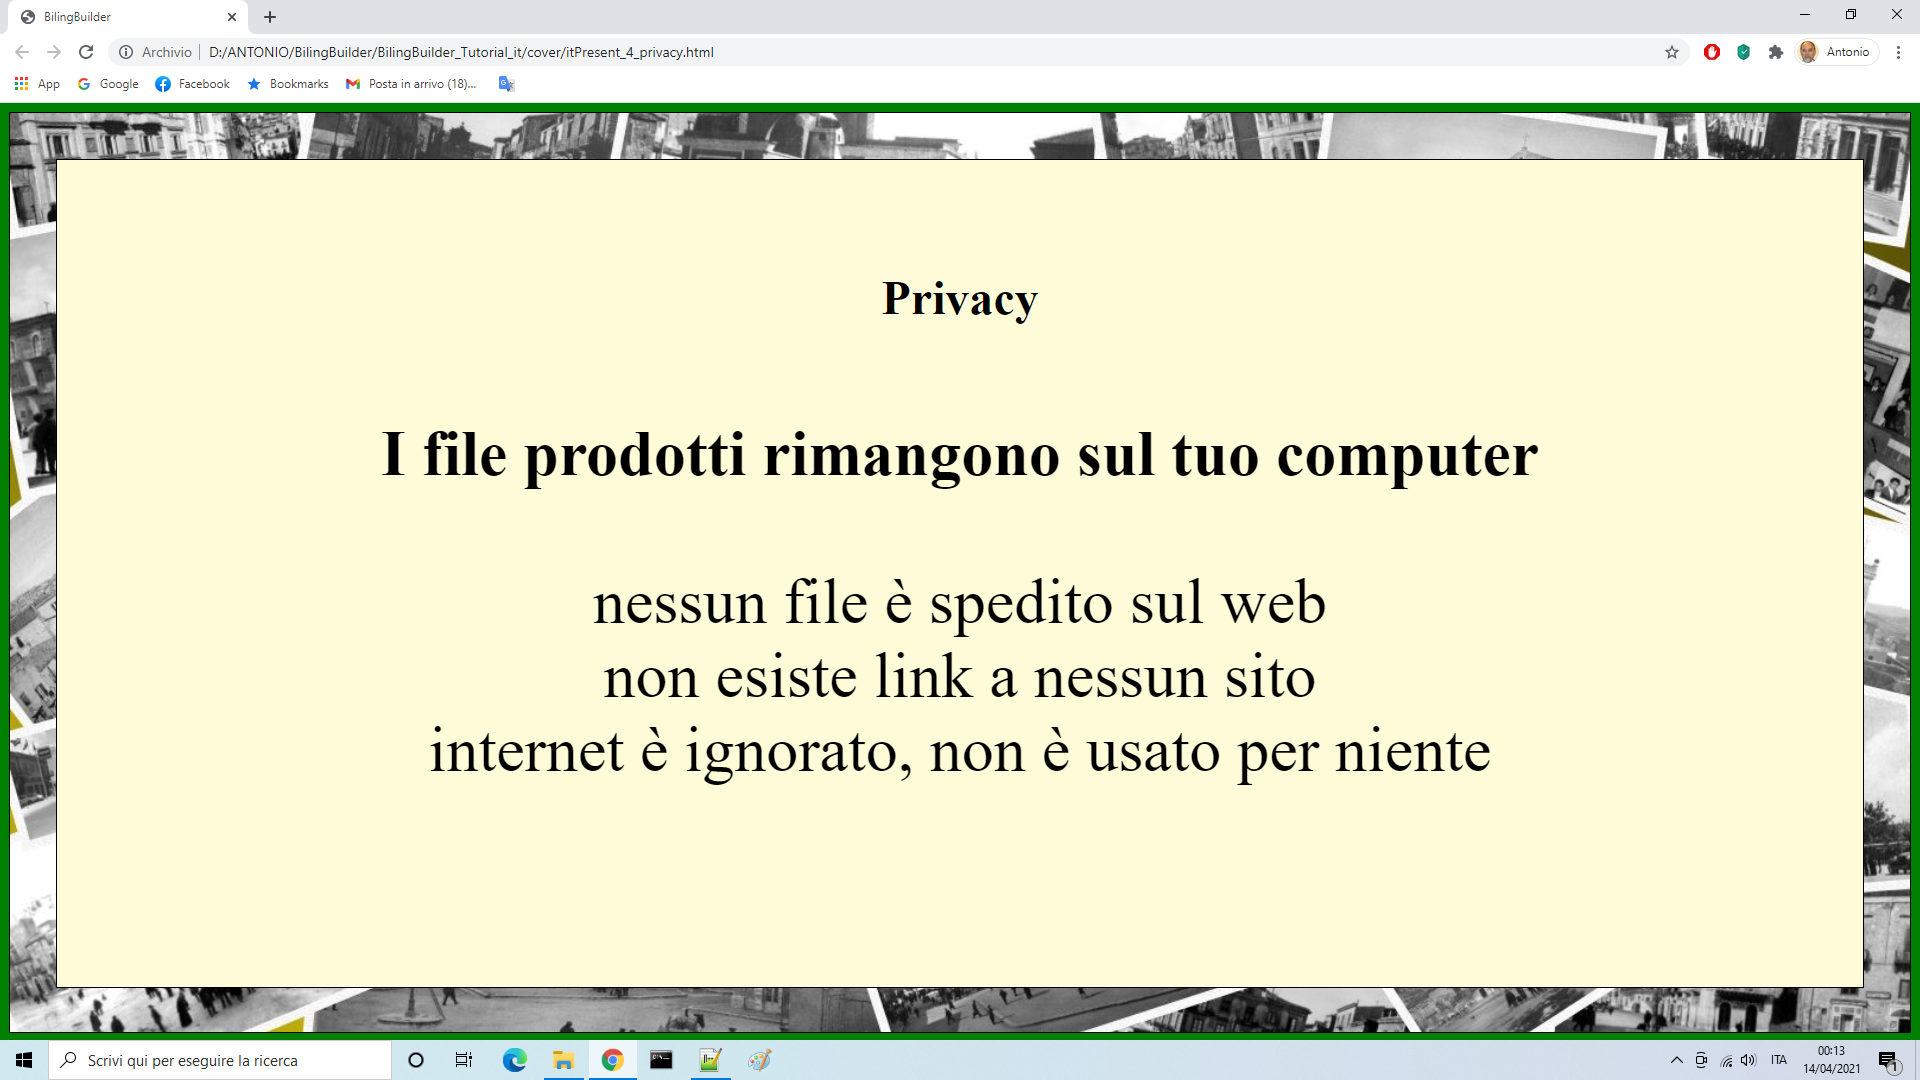 BilingBuilder
Archivio
D:/ANTONIO/BilingBuilder/BilingBuilder_Tutorial_it/cover/itPresent_4_privacy.html
Antonio
App
Google
Facebook
Bookmarks
Posta in arrivo (18)...
Privacy
I file prodotti rimangono sul tuo computer
nessun file è spedito sul web
non esiste link a nessun sito
internet è ignorato, non è usato per niente
Scrivi qui per eseguire la ricerca
ITA
00:13
14/04/2021
1